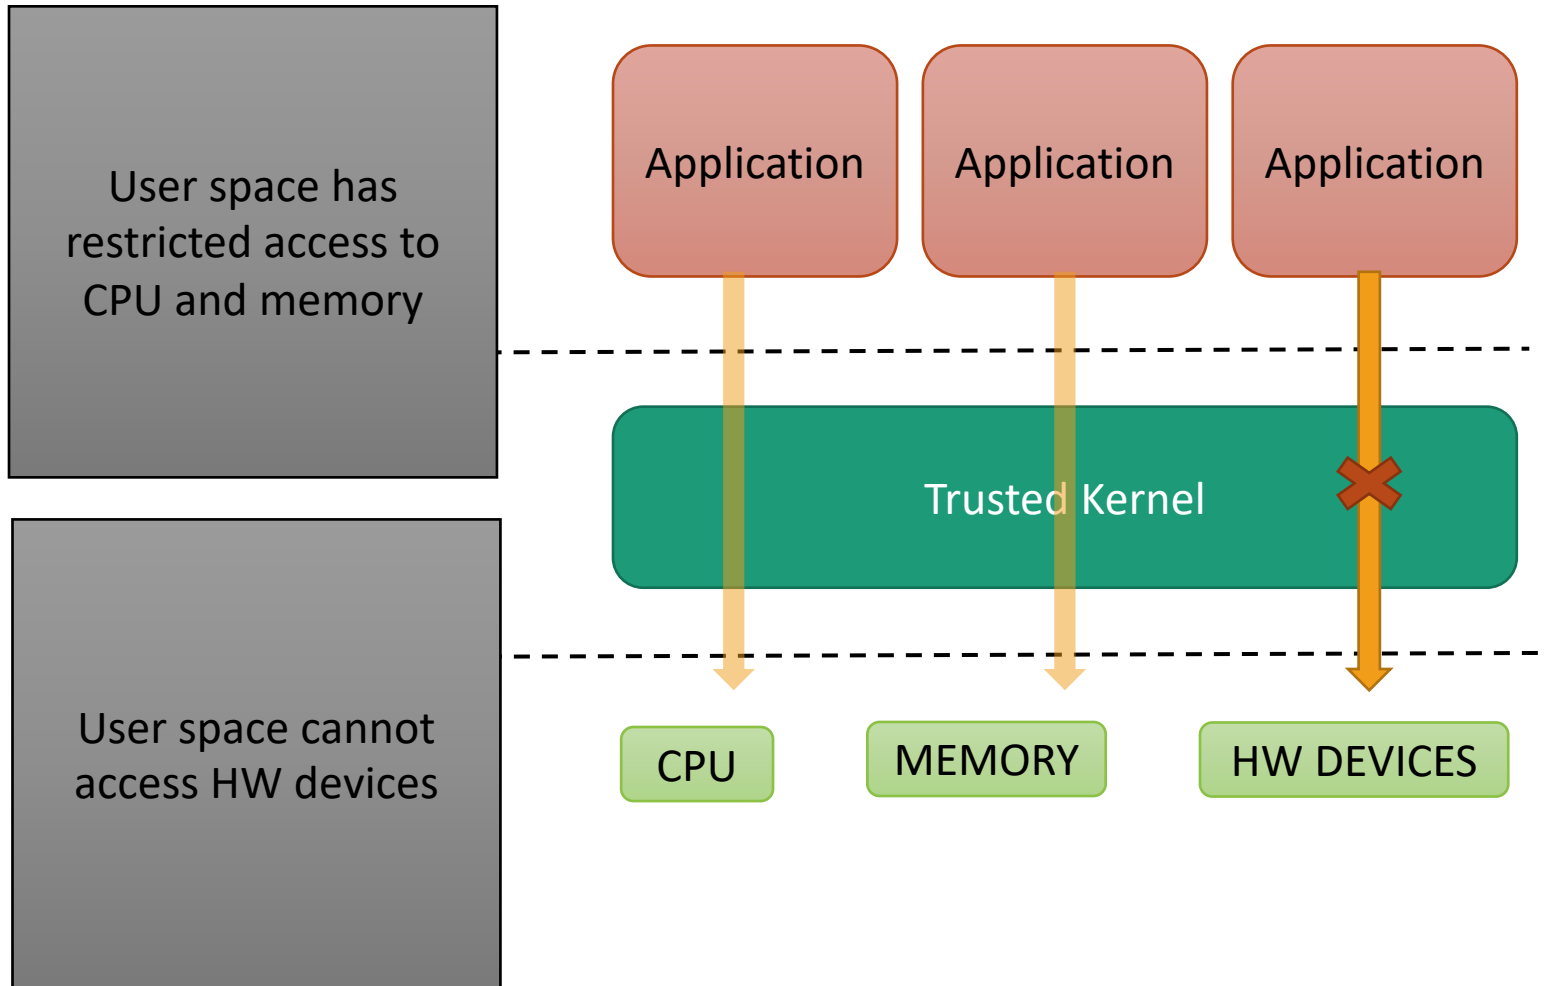 User space has
restricted access to
CPU and memory
Application
Application
Application
Trusted Kernel
User space cannot
access HW devices
CPU
MEMORY
HW DEVICES